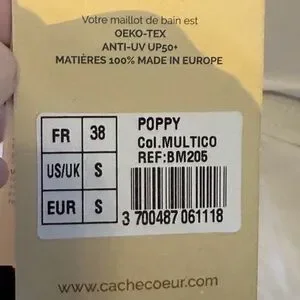 Votre maillot de bain est
OEKO-TEX
ANTI-UV UP50+
MATIÈRES 100% MADE IN EUROPE
FR 38
US/UK S
EUR S
POPPY
Col.MULTICO
REF:BM205
3 700487 061118
www.cachecoeur.com